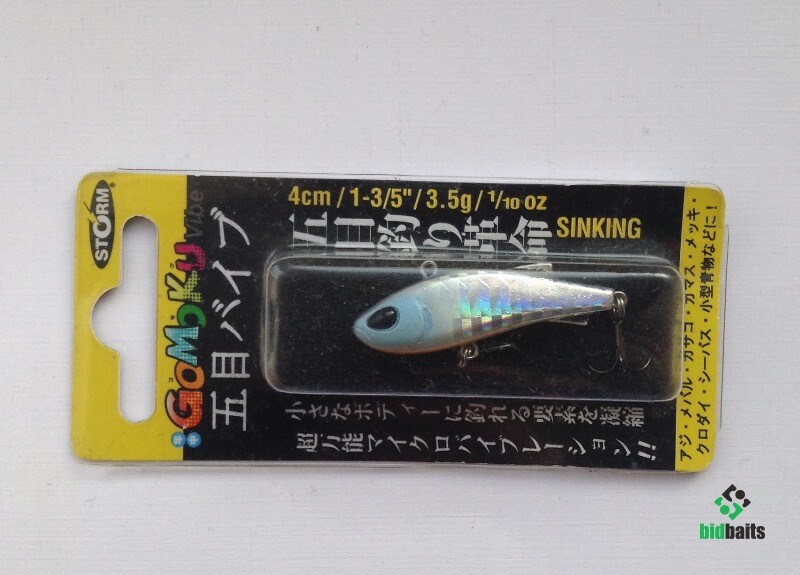 STORM
GOMOKU Vibe
五目バイブ
4cm / 1-3/5" / 3.5g / 1/10 OZ
五目釣り革命
SINKING
小さなボディーに釣れる要素を凝縮
超万能マイクロバイブレーション!!
アジ・メバル・カサゴ・カマス・メッキ・
クロダイ・シーバス・小型青物などに!
bidbaits